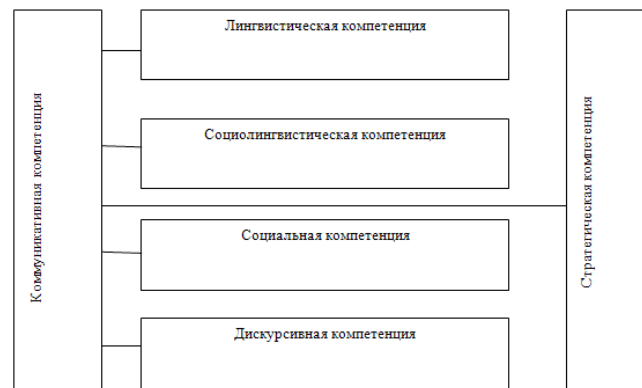 Коммуникативная компетенция
Лингвистическая компетенция
Социолингвистическая компетенция
Социальная компетенция
Дискурсивная компетенция
Стратегическая компетенция